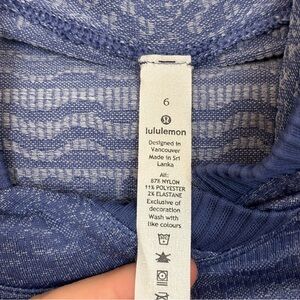 6
lululemon
Designed in
Vancouver
Made in Sri
Lanka
All:
87% NYLON
11% POLYESTER
2% ELASTANE
Exclusive of
decoration
Wash with
like colours